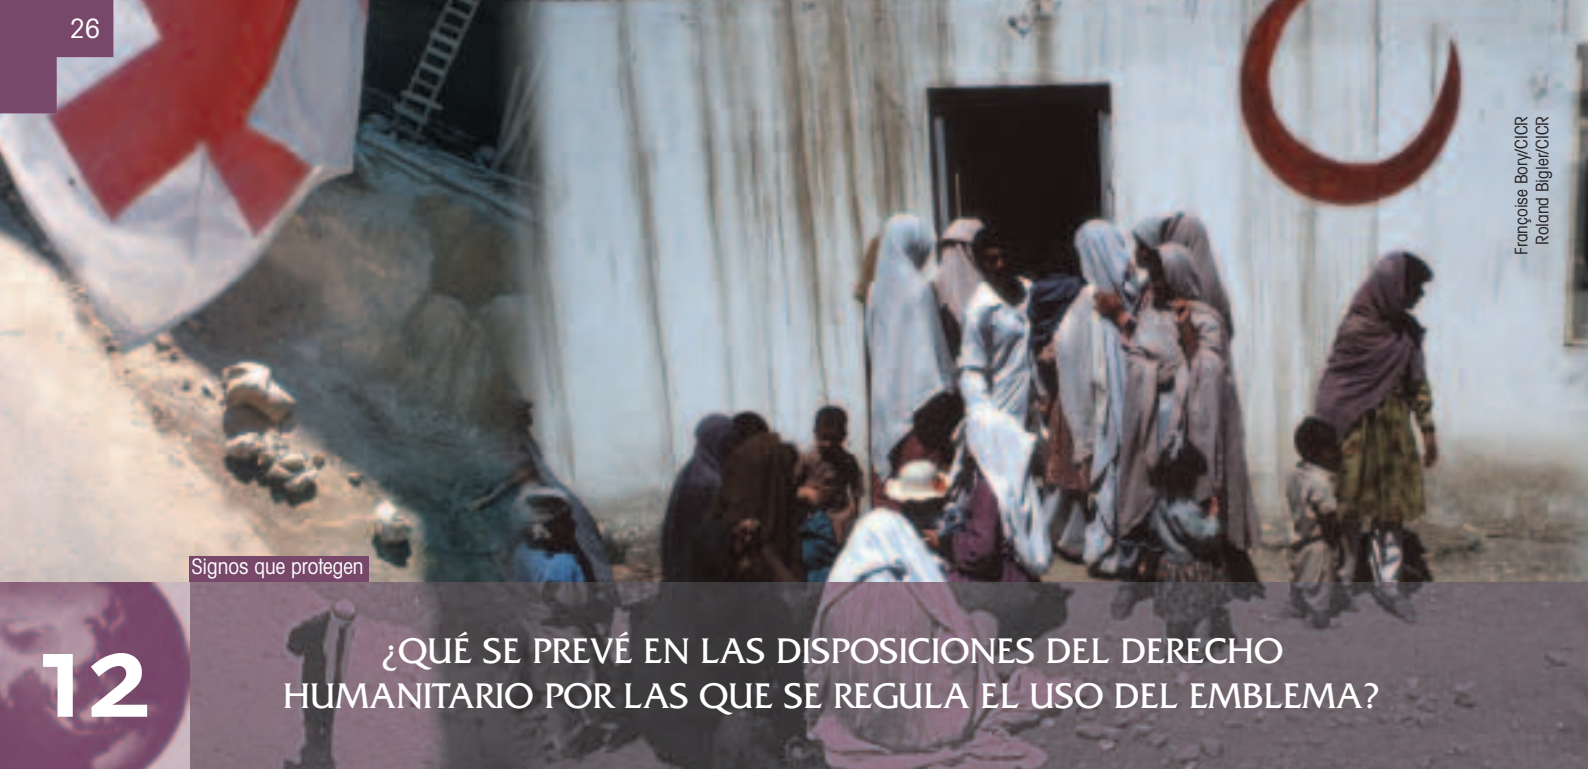 26
Françoise Bory/CICR
Roland Bigler/CICR
Signos que protegen
12
¿QUÉ SE PREVÉ EN LAS DISPOSICIONES DEL DERECHO
HUMANITARIO POR LAS QUE SE REGULA EL USO DEL EMBLEMA?